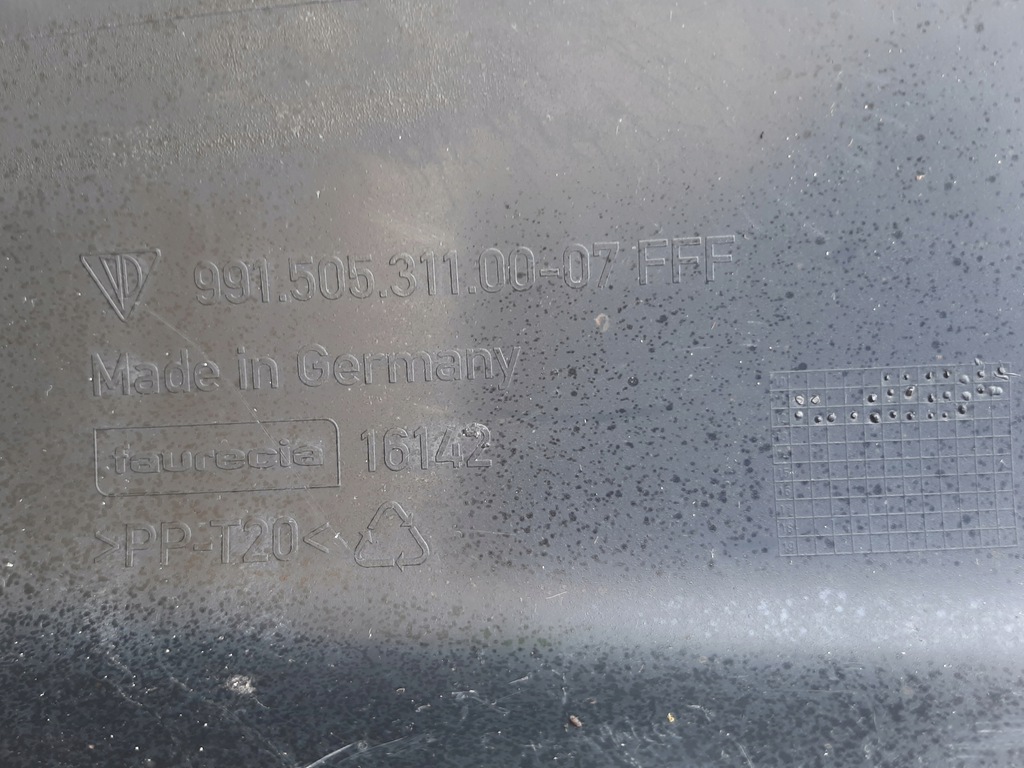 991.505.311.00-07 FFF
Made in Germany
faurecia 16142
>PP-T20<